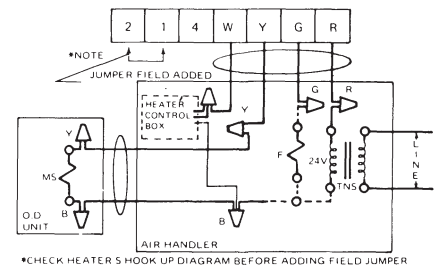 2 1 4 W Y G R
*NOTE
JUMPER FIELD ADDED
G R
HEATER
CONTROL
BOX
Y
Y
F
24V
LINE
MS
TNS
B
B
O.D
UNIT
AIR HANDLER
*CHECK HEATER S HOOK UP DIAGRAM BEFORE ADDING FIELD JUMPER